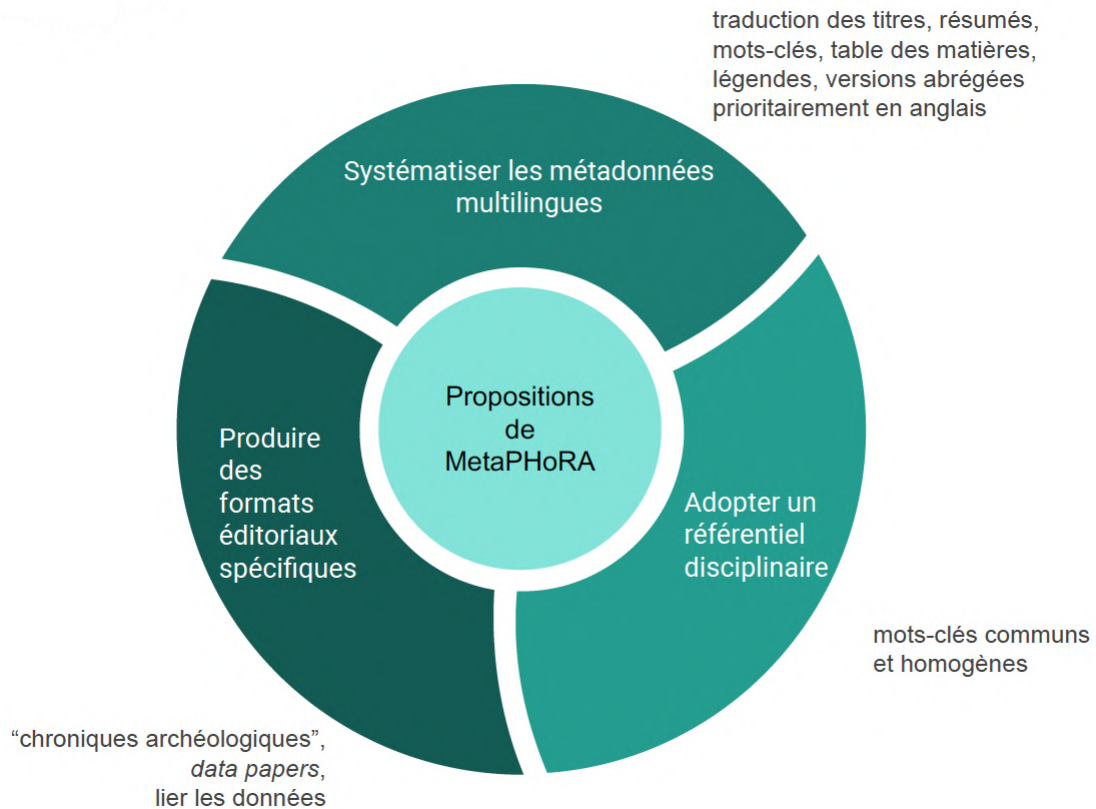 traduction des titres, résumés,
mots-clés, table des matières,
légendes, versions abrégées
prioritairement en anglais
Systématiser les métadonnées
multilingues
Propositions
de
MetaPHoRA
Produire
des
formats
éditoriaux
spécifiques
Adopter un
référentiel
disciplinaire
mots-clés communs
et homogènes
“chroniques archéologiques”,
data papers,
lier les données